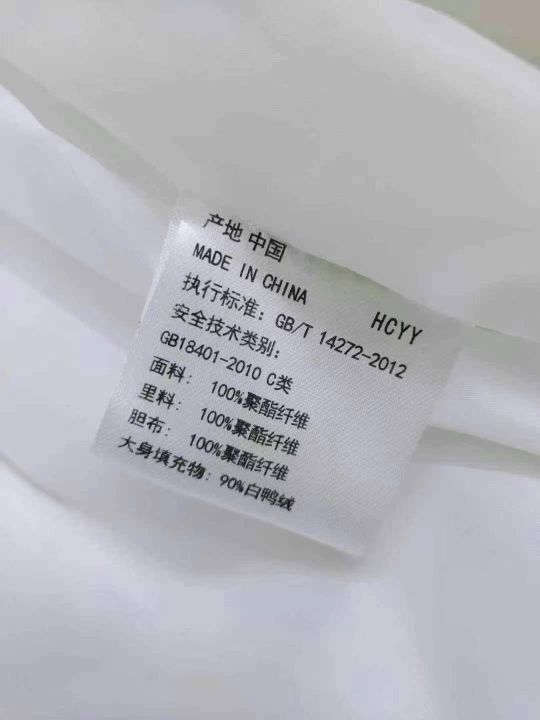 产地 中国
MADE IN CHINA
HCYY
执行标准: GB/T 14272-2012
安全技术类别:
GB18401-2010 C类
面料: 100%聚酯纤维
里料: 100%聚酯纤维
胆布: 100%聚酯纤维
大身填充物: 90%白鸭绒